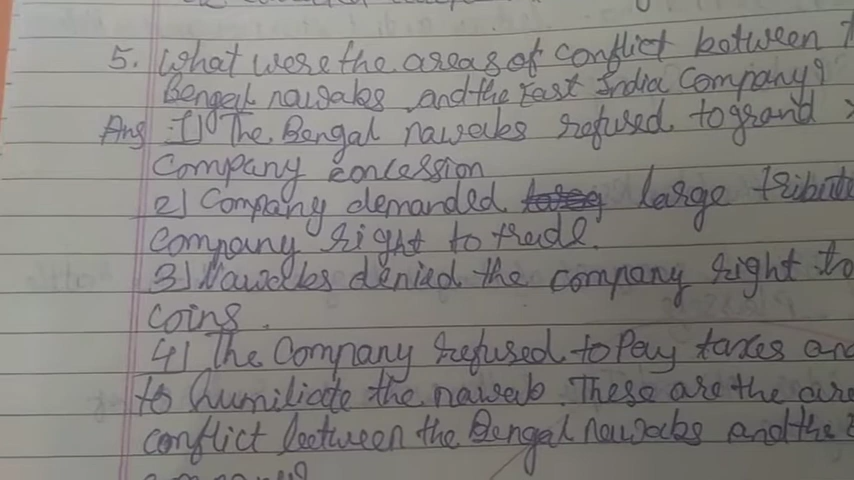 5. What were the areas of conflict between
Bengal nawabs and the East India Company?
Ans :- 1) The Bengal nawabs refused to grand
Company concession
2) Company demanded large tribute
company right to trade.
3) Nawabs denied the company right to
coins.
4) The Company refused to Pay taxes and
to humiliate the nawab. These are the are
conflict between the Bengal nawabs and the